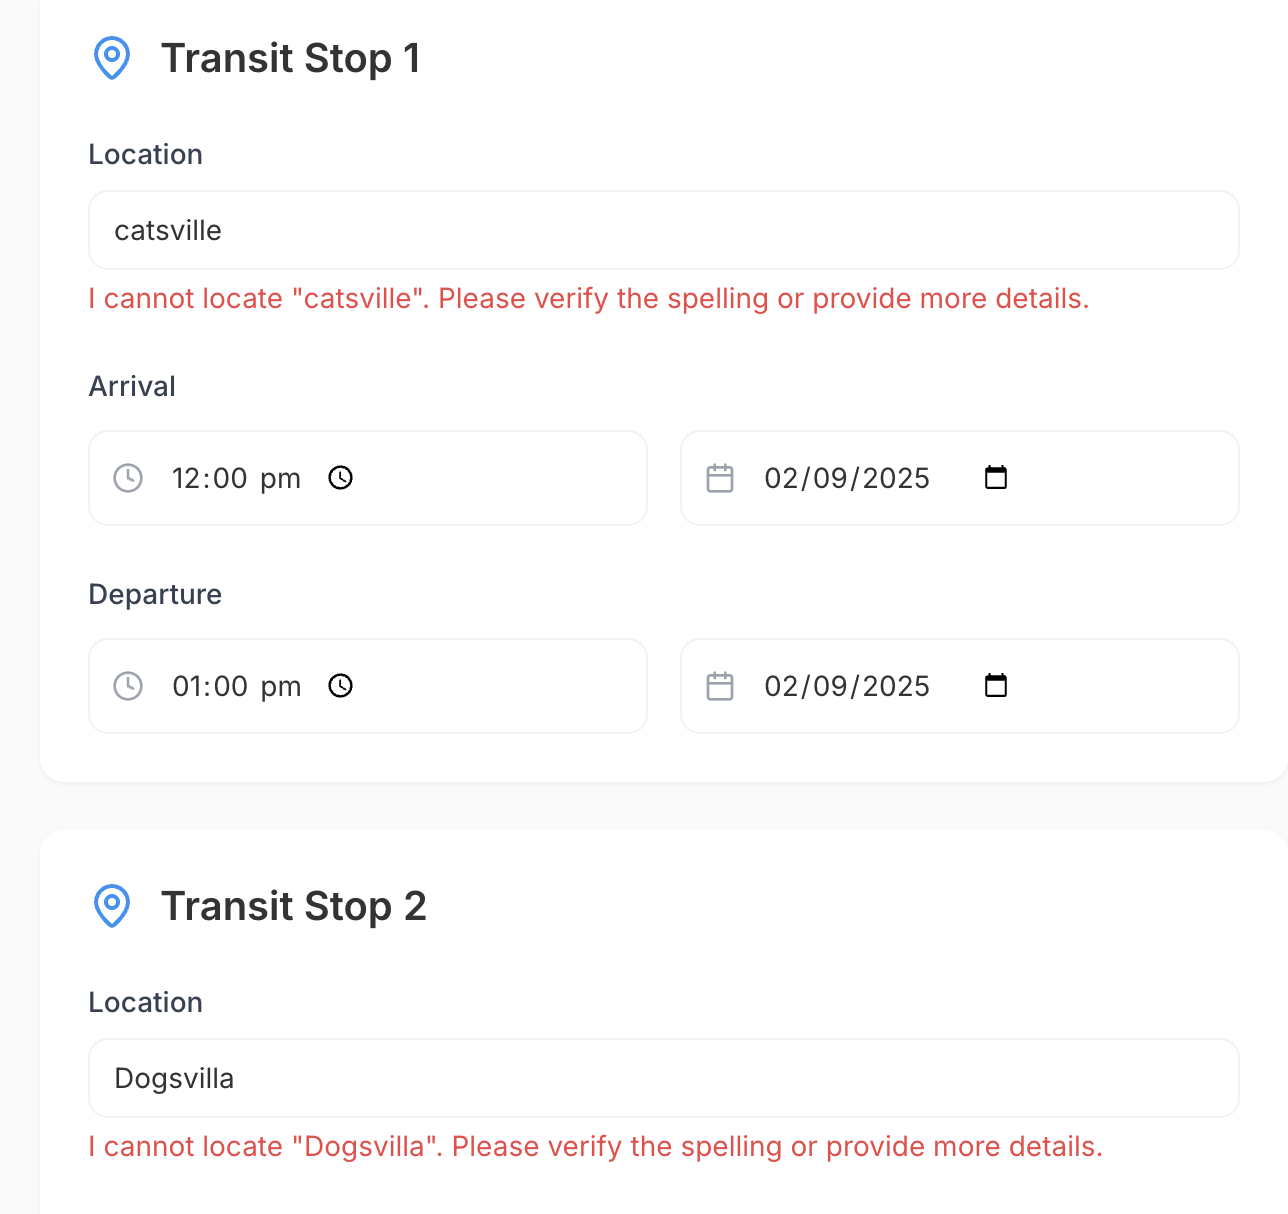 Transit Stop 1
Location
catsville
I cannot locate "catsville". Please verify the spelling or provide more details.
Arrival
12:00 pm 02/09/2025
Departure
01:00 pm 02/09/2025
Transit Stop 2
Location
Dogsvilla
I cannot locate "Dogsvilla". Please verify the spelling or provide more details.